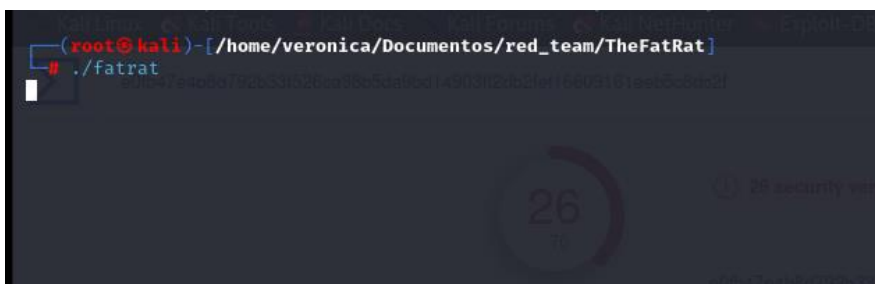 Kali Linux Kali Tools Kali Docs Kali Forums Kali NetHunter Exploit-DB
(root㉿kali)-[/home/veronica/Documentos/red_team/TheFatRat]
# ./fatrat
26
76
26 security